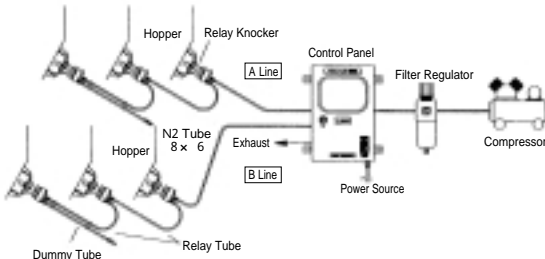 Hopper
Relay Knocker
A Line
Control Panel
Filter Regulator
Compressor
N2 Tube
8 × 6
Hopper
Exhaust
B Line
Power Source
Relay Tube
Dummy Tube